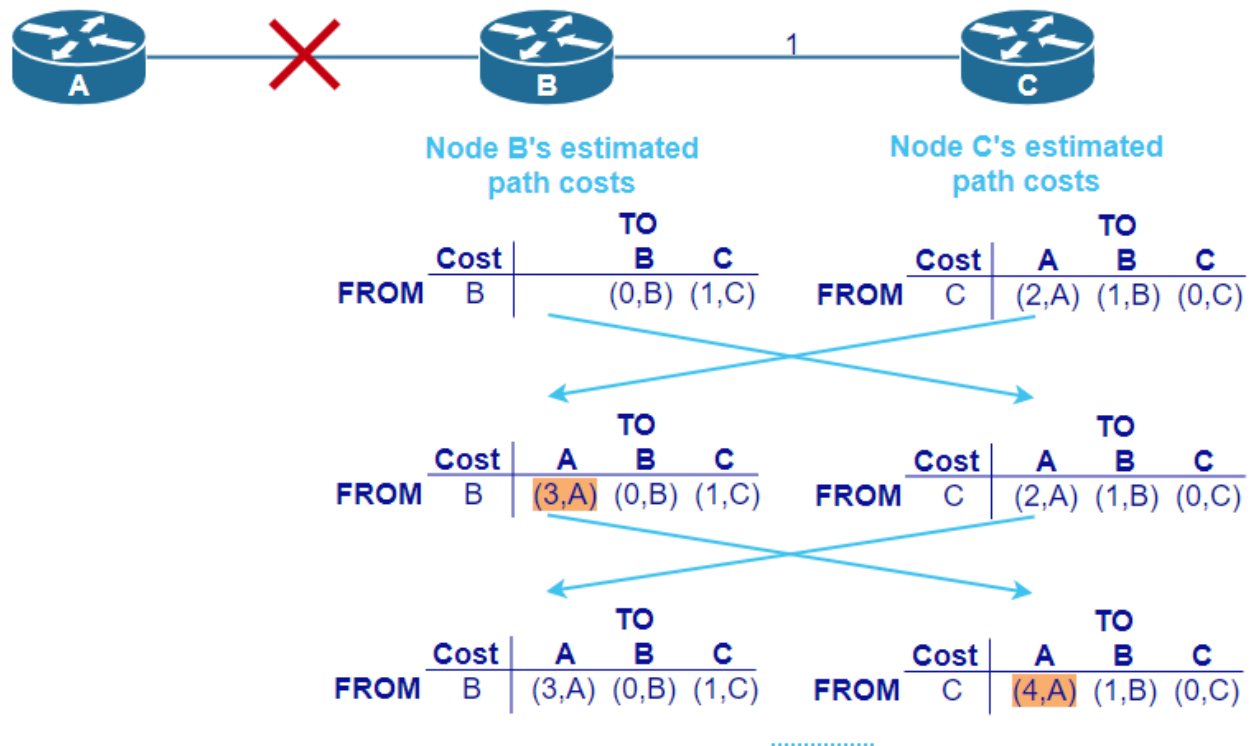 1
A B C
Node B's estimated
path costs
Node C's estimated
path costs
TO
Cost B C
FROM B (0,B) (1,C)
TO
Cost A B C
FROM C (2,A) (1,B) (0,C)
TO
Cost A B C
FROM B (3,A) (0,B) (1,C)
TO
Cost A B C
FROM C (2,A) (1,B) (0,C)
TO
Cost A B C
FROM B (3,A) (0,B) (1,C)
TO
Cost A B C
FROM C (4,A) (1,B) (0,C)
................